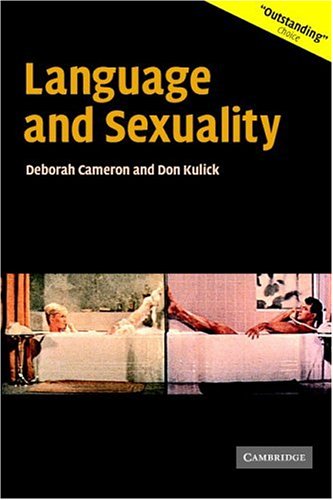 "Outstanding"
Choice
Language
and Sexuality
Deborah Cameron and Don Kulick
CAMBRIDGE